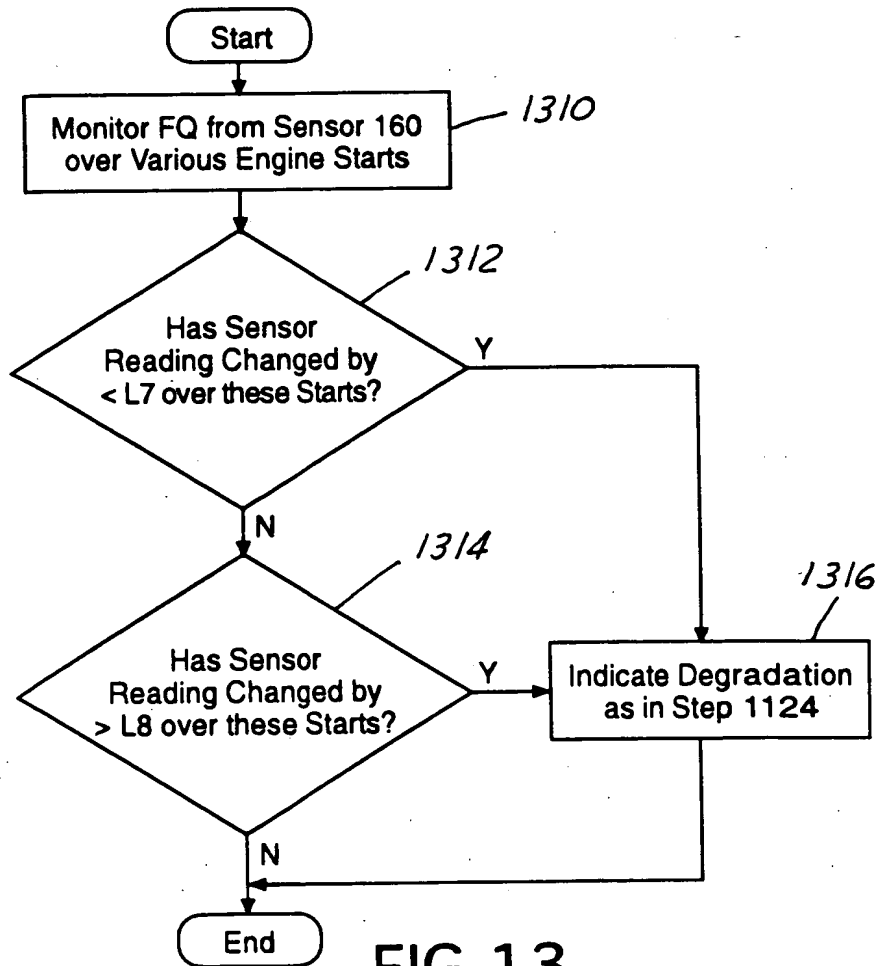 Start
Monitor FQ from Sensor 160
over Various Engine Starts
1310
1312
Has Sensor
Reading Changed by
< L7 over these Starts?
Y
N
1314
Has Sensor
Reading Changed by
> L8 over these Starts?
Y
1316
Indicate Degradation
as in Step 1124
N
End
FIG. 13